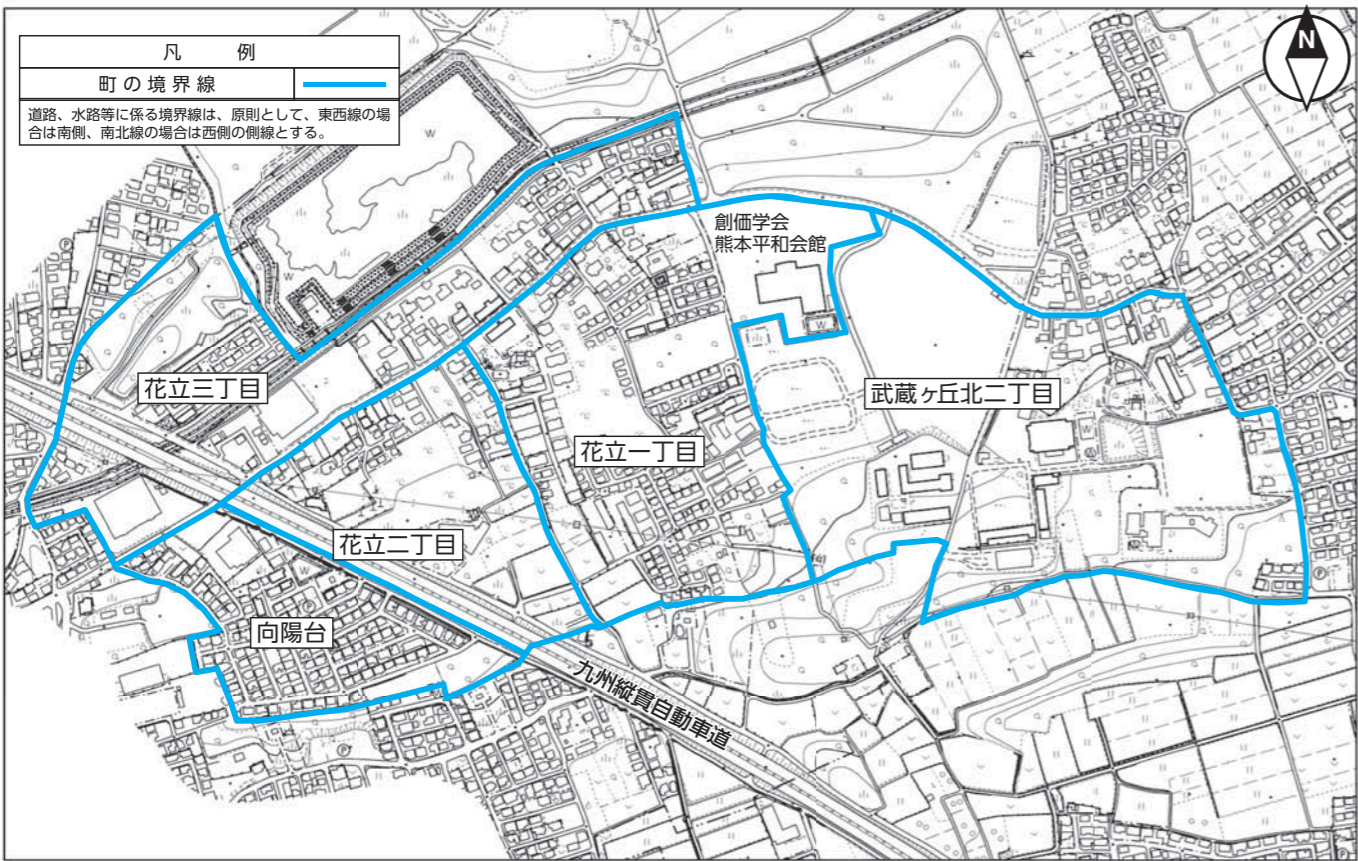 凡 例
町の境界線
道路、水路等に係る境界線は、原則として、東西線の場
合は南側、南北線の場合は西側の側線とする。
N
創価学会
熊本平和会館
花立三丁目
武蔵ヶ丘北二丁目
花立一丁目
花立二丁目
向陽台
九州縦貫自動車道